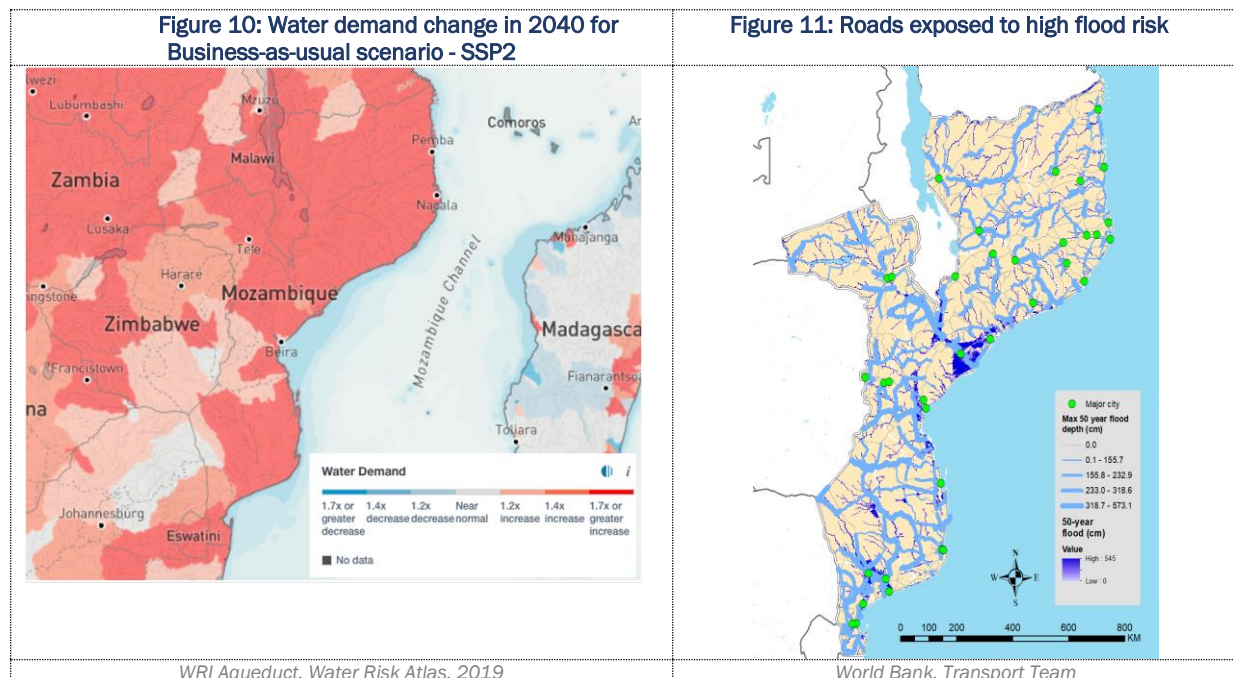 Figure 10: Water demand change in 2040 for
Business-as-usual scenario - SSP2
Figure 11: Roads exposed to high flood risk
Lubumbashi
Mzuzu
Comoros
Malawi
Pemba
Zambia
Nacala
Lusaka
Tete
Mahajanga
Harare
Mozambique
Mozambique Channel
Zimbabwe
Madagasca
Beira
Francistown
Fianarantsoa
na
Toliara
Johannesburg
Eswatini
Water Demand
i
1.7x or greater decrease
1.4x decrease
1.2x decrease
Near normal
1.2x increase
1.4x increase
1.7x or greater increase
No data
Major city
Max 50 year flood
depth (cm)
0.0
0.1 - 155.7
155.8 - 232.9
233.0 - 318.6
318.7 - 573.1
50-year
flood (cm)
Value
High : 545
Low : 0
N
W E
S
0 100 200 400 600 800
KM
WRI Aqueduct, Water Risk Atlas, 2019
World Bank, Transport Team